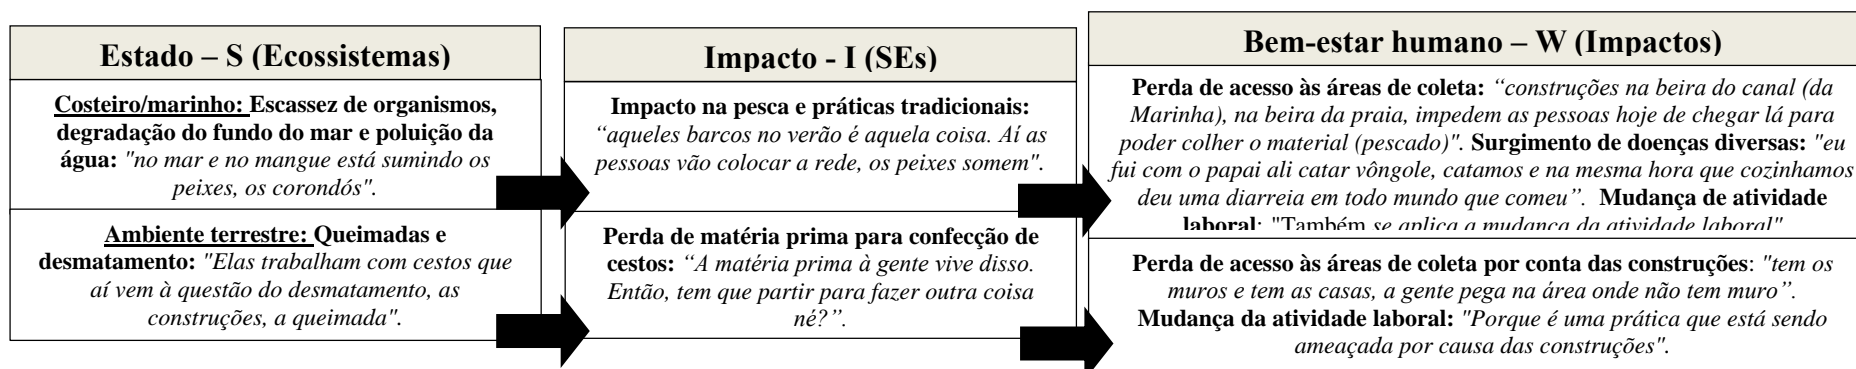 Estado – S (Ecossistemas)
Costeiro/marinho: Escassez de organismos,
degradação do fundo do mar e poluição da
água: "no mar e no mangue está sumindo os
peixes, os corondós".
Ambiente terrestre: Queimadas e
desmatamento: "Elas trabalham com cestos que
aí vem à questão do desmatamento, as
construções, a queimada".
Impacto - I (SEs)
Impacto na pesca e práticas tradicionais:
“aqueles barcos no verão é aquela coisa. Aí as
pessoas vão colocar a rede, os peixes somem".
Perda de matéria prima para confecção de
cestos: “A matéria prima à gente vive disso.
Então, tem que partir para fazer outra coisa
né?”.
Bem-estar humano – W (Impactos)
Perda de acesso às áreas de coleta: “construções na beira do canal (da
Marinha), na beira da praia, impedem as pessoas hoje de chegar lá para
poder colher o material (pescado)". Surgimento de doenças diversas: "eu
fui com o papai ali catar vôngole, catamos e na mesma hora que cozinhamos
deu uma diarreia em todo mundo que comeu”. Mudança de atividade
laboral: "Também se aplica a mudança da atividade laboral"
Perda de acesso às áreas de coleta por conta das construções: "tem os
muros e tem as casas, a gente pega na área onde não tem muro”.
Mudança da atividade laboral: "Porque é uma prática que está sendo
ameaçada por causa das construções".